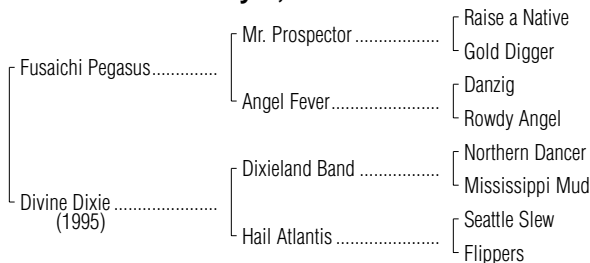 Raise a Native
Mr. Prospector ..................
Gold Digger
Fusaichi Pegasus..............
Danzig
Angel Fever.......................
Rowdy Angel
Northern Dancer
Dixieland Band .................
Mississippi Mud
Divine Dixie ......................
(1995)
Seattle Slew
Hail Atlantis ......................
Flippers